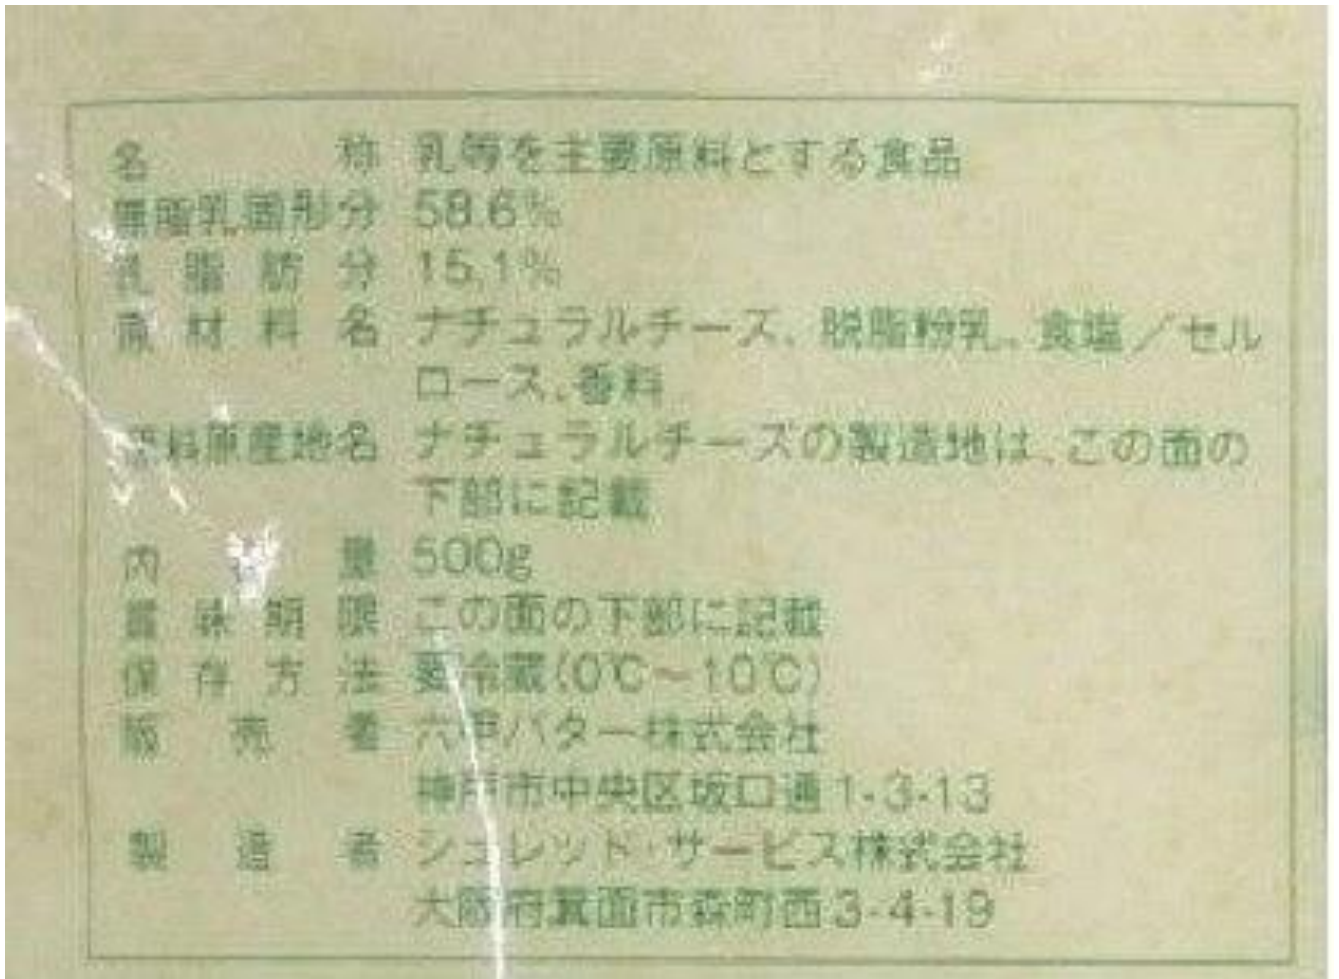 名称 乳等を主要原料とする食品
無脂乳固形分 58.6%
乳脂肪分 15.1%
原材料名 ナチュラルチーズ、脱脂粉乳、食塩／セル
ロース、香料
原料原産地名 ナチュラルチーズの製造地は、この面の
下部に記載
内 量 500g
賞味期限 この面の下部に記載
保存方法 要冷蔵(0℃～10℃)
販売者 六甲バター株式会社
神戸市中央区坂口通1-3-13
製造者 シュレッド・サービス株式会社
大阪府箕面市森町西3-4-19